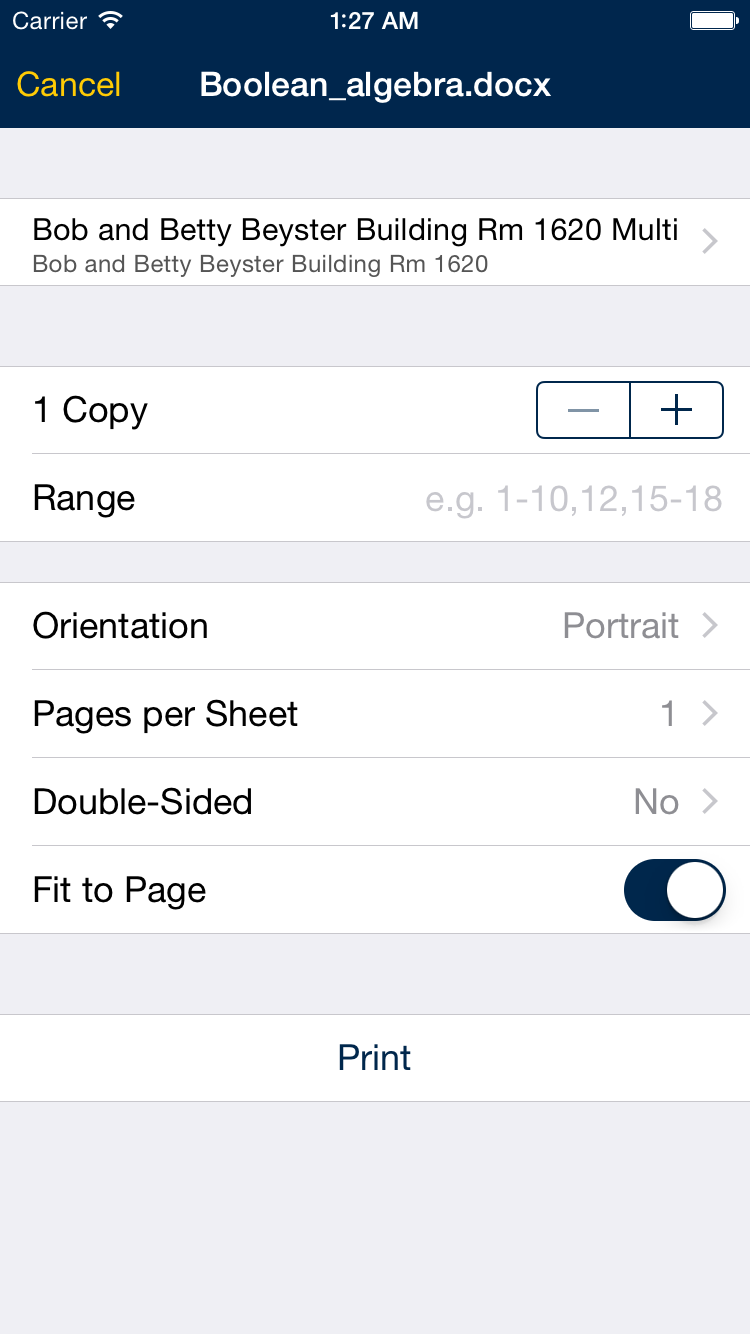 Carrier 1:27 AM
Cancel Boolean_algebra.docx
Bob and Betty Beyster Building Rm 1620 Multi
Bob and Betty Beyster Building Rm 1620
1 Copy
Range e.g. 1-10,12,15-18
Orientation Portrait
Pages per Sheet 1
Double-Sided No
Fit to Page
Print